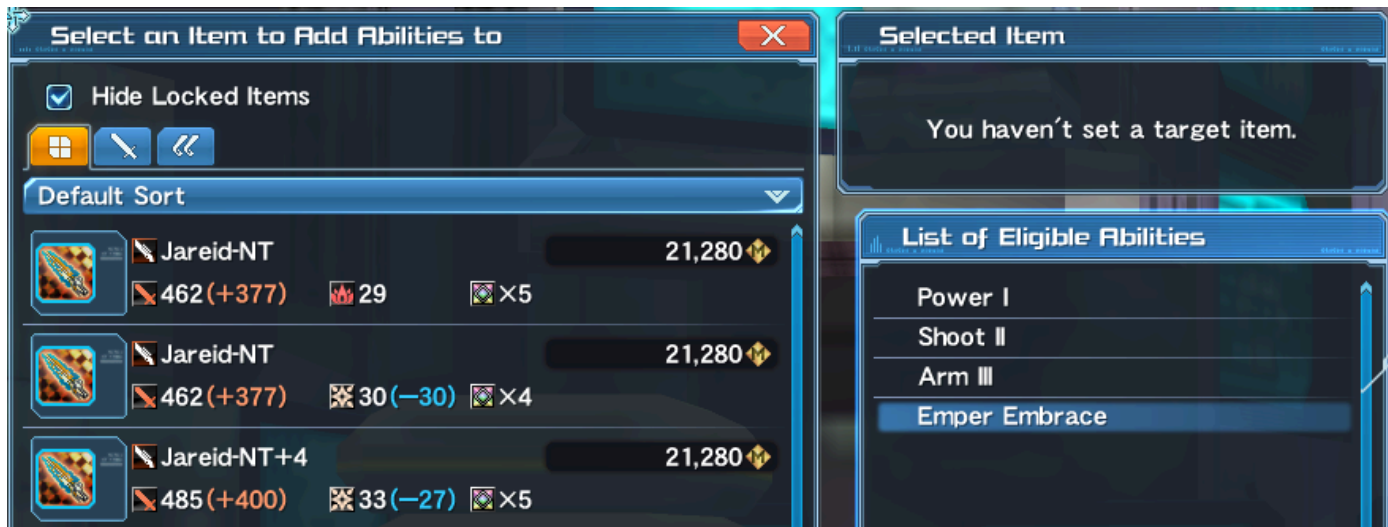 Select an Item to Add Abilities to
Hide Locked Items
Default Sort
Jareid-NT 21,280
462(+377) 29 ×5
Jareid-NT 21,280
462(+377) 30(−30) ×4
Jareid-NT+4 21,280
485(+400) 33(−27) ×5
Selected Item
You haven't set a target item.
List of Eligible Abilities
Power Ⅰ
Shoot Ⅱ
Arm Ⅲ
Emper Embrace